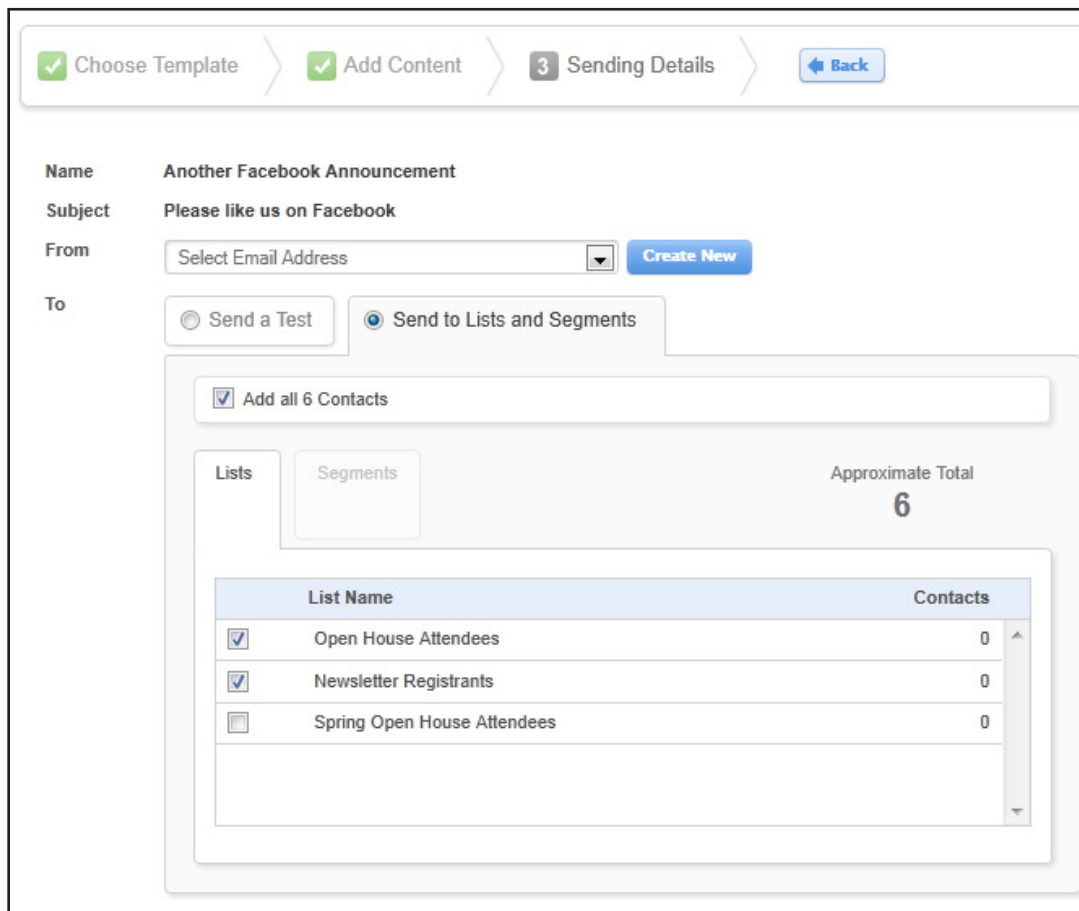 Choose Template Add Content 3 Sending Details Back
Name Another Facebook Announcement
Subject Please like us on Facebook
From Select Email Address Create New
To Send a Test Send to Lists and Segments
Add all 6 Contacts
Lists Segments Approximate Total
6
List Name Contacts
Open House Attendees 0
Newsletter Registrants 0
Spring Open House Attendees 0